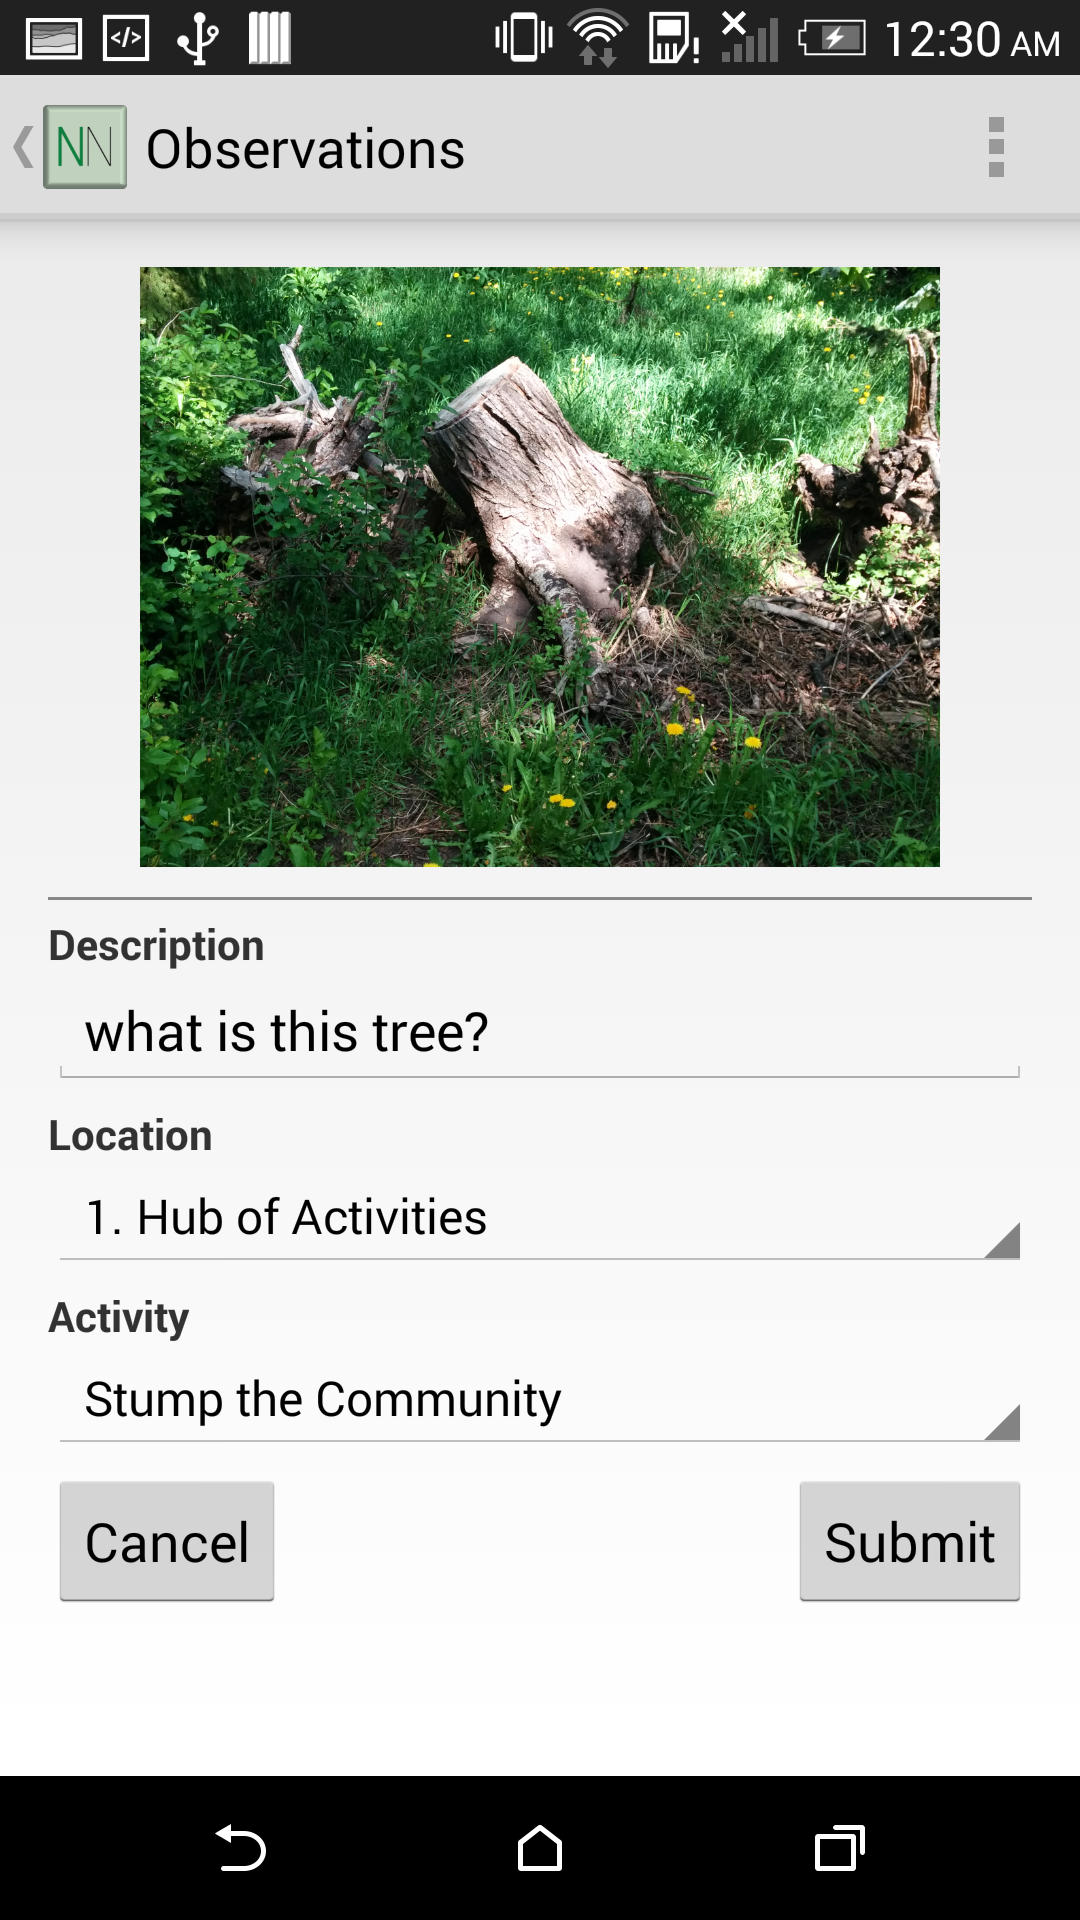 12:30 AM
NN Observations
Description
what is this tree?
Location
1. Hub of Activities
Activity
Stump the Community
Cancel Submit